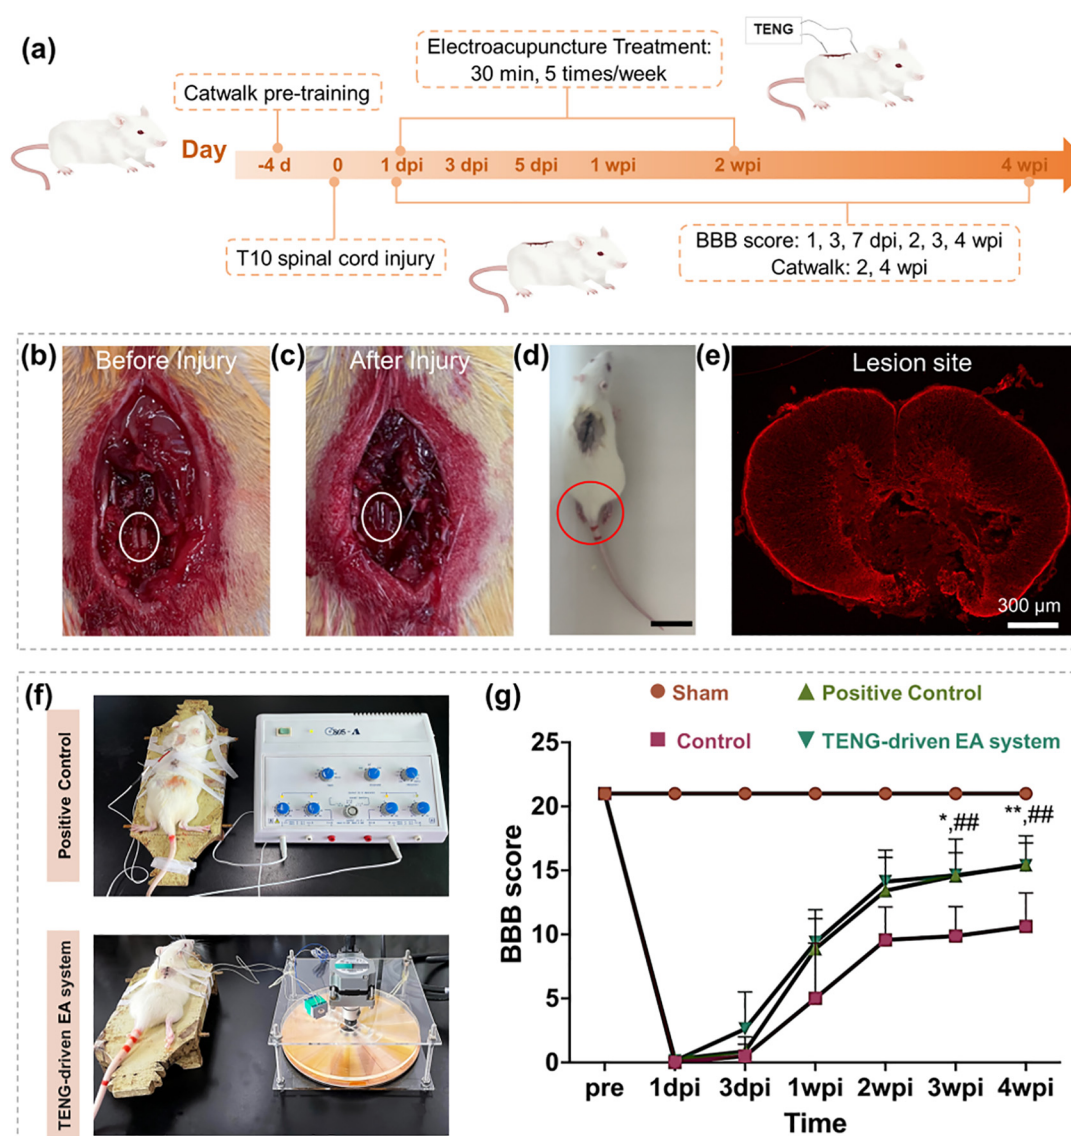 (a)
TENG
Electroacupuncture Treatment:
30 min, 5 times/week
Catwalk pre-training
Day
-4 d 0 1 dpi 3 dpi 5 dpi 1 wpi 2 wpi 4 wpi
T10 spinal cord injury
BBB score: 1, 3, 7 dpi, 2, 3, 4 wpi
Catwalk: 2, 4 wpi
(b) Before Injury
(c) After Injury
(d)
(e) Lesion site
300 μm
(f)
Positive Control
TENG-driven EA system
(g)
Sham
Positive Control
Control
TENG-driven EA system
BBB score
25
20
15
10
5
0
*,##
**,##
pre 1dpi 3dpi 1wpi 2wpi 3wpi 4wpi
Time